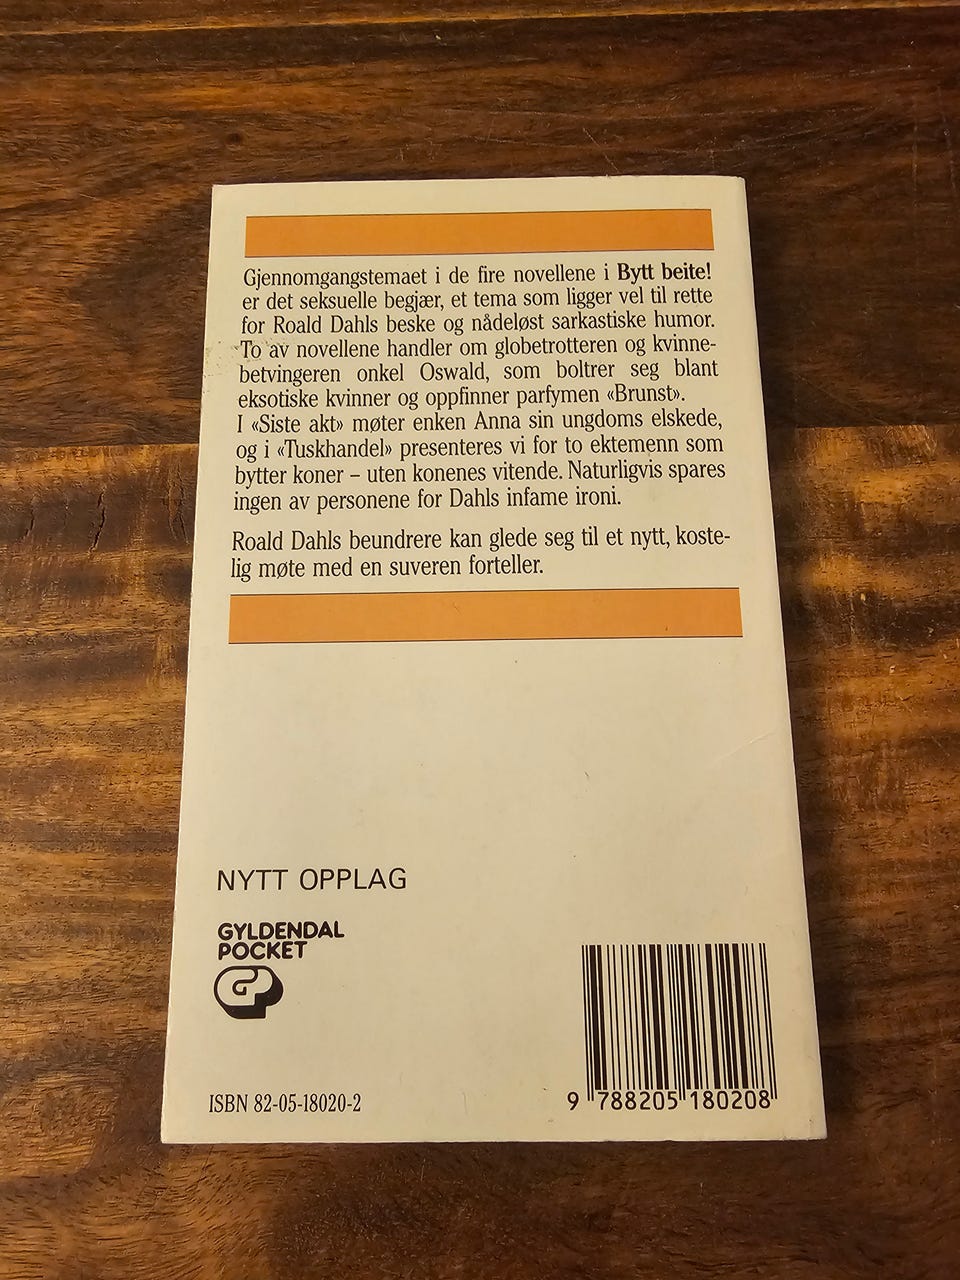 Gjennomgangstemaet i de fire novellene i Bytt beite!
er det seksuelle begjær, et tema som ligger vel til rette
for Roald Dahls beske og nådeløst sarkastiske humor.
To av novellene handler om globetrotteren og kvinne-
betvingeren onkel Oswald, som boltrer seg blant
eksotiske kvinner og oppfinner parfymen «Brunst».
I «Siste akt» møter enken Anna sin ungdoms elskede,
og i «Tuskhandel» presenteres vi for to ektemenn som
bytter koner – uten konenes vitende. Naturligvis spares
ingen av personene for Dahls infame ironi.
Roald Dahls beundrere kan glede seg til et nytt, koste-
lig møte med en suveren forteller.
NYTT OPPLAG
GYLDENDAL
POCKET
GP
ISBN 82-05-18020-2
9 788205 180208